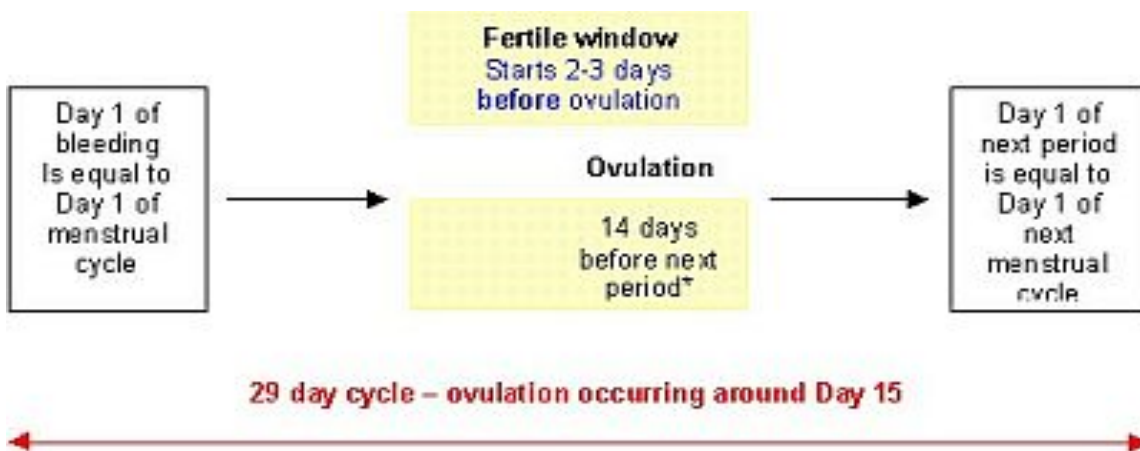 Day 1 of
bleeding
Is equal to
Day 1 of
menstrual
cycle
Fertile window
Starts 2-3 days
before ovulation
Ovulation
14 days
before next
period*
Day 1 of
next period
is equal to
Day 1 of
next
menstrual
cycle
29 day cycle – ovulation occurring around Day 15